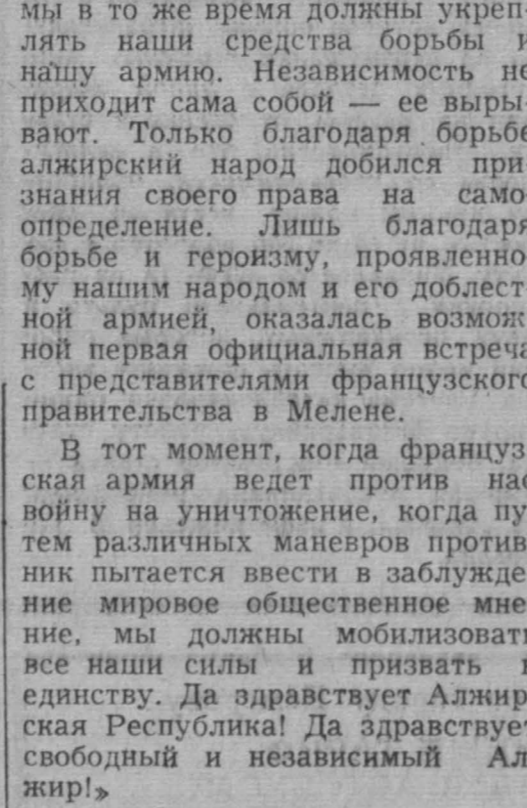 мы в то же время должны укреп-
лять наши средства борьбы и
нашу армию. Независимость не
приходит сама собой — ее выры-
вают. Только благодаря борьбе
алжирский народ добился при-
знания своего права на само-
определение. Лишь благодаря
борьбе и героизму, проявленно-
му нашим народом и его доблест-
ной армией, оказалась возмож-
ной первая официальная встреча
с представителями французского
правительства в Мелене.
В тот момент, когда француз-
ская армия ведет против нас
войну на уничтожение, когда пу-
тем различных маневров против-
ник пытается ввести в заблужде-
ние мировое общественное мне-
ние, мы должны мобилизовать
все наши силы и призвать к
единству. Да здравствует Алжир-
ская Республика! Да здравствует
свободный и независимый Ал-
жир!»